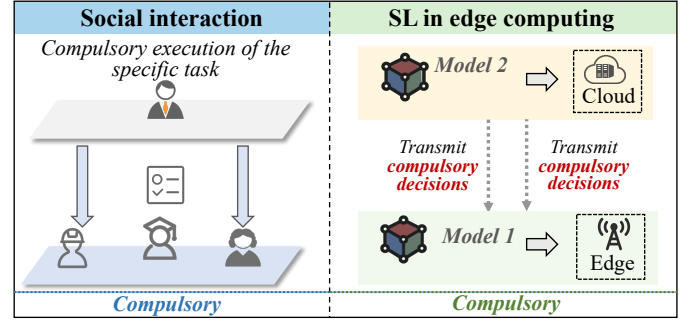 Social interaction
Compulsory execution of the
specific task
Compulsory
SL in edge computing
Model 2
Cloud
Transmit
compulsory
decisions
Transmit
compulsory
decisions
Model 1
Edge
Compulsory